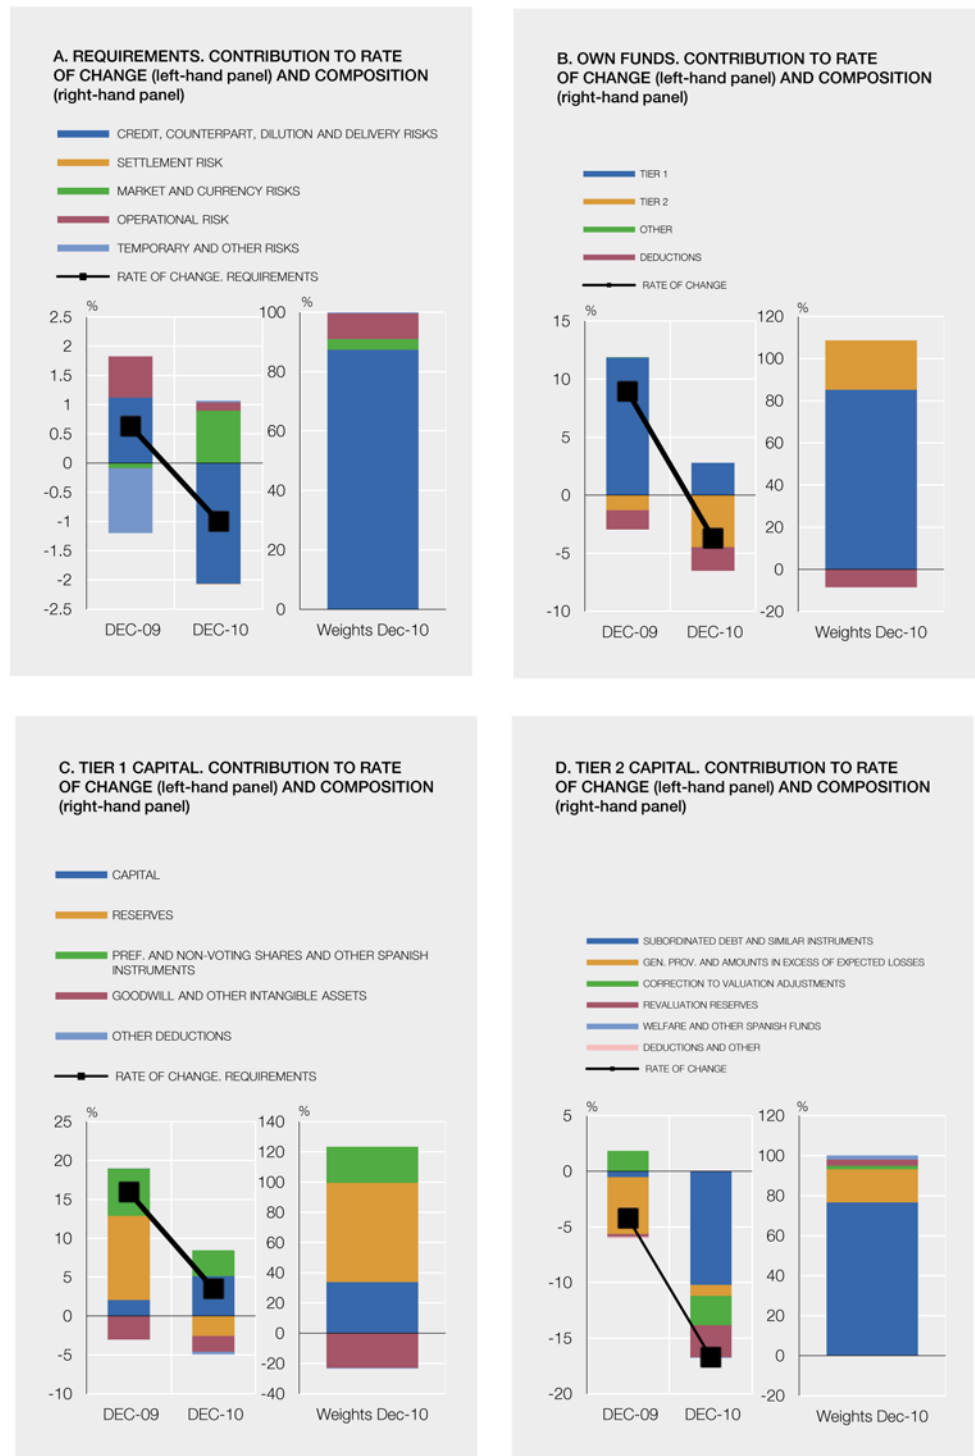 A. REQUIREMENTS. CONTRIBUTION TO RATE
OF CHANGE (left-hand panel) AND COMPOSITION
(right-hand panel)
CREDIT, COUNTERPART, DILUTION AND DELIVERY RISKS
SETTLEMENT RISK
MARKET AND CURRENCY RISKS
OPERATIONAL RISK
TEMPORARY AND OTHER RISKS
RATE OF CHANGE. REQUIREMENTS
%
2.5
2
1.5
1
0.5
0
-0.5
-1
-1.5
-2
-2.5
DEC-09 DEC-10
%
100
80
60
40
20
0
Weights Dec-10
B. OWN FUNDS. CONTRIBUTION TO RATE
OF CHANGE (left-hand panel) AND COMPOSITION
(right-hand panel)
TIER 1
TIER 2
OTHER
DEDUCTIONS
RATE OF CHANGE
%
15
10
5
0
-5
-10
DEC-09 DEC-10
%
120
100
80
60
40
20
0
-20
Weights Dec-10
C. TIER 1 CAPITAL. CONTRIBUTION TO RATE
OF CHANGE (left-hand panel) AND COMPOSITION
(right-hand panel)
CAPITAL
RESERVES
PREF. AND NON-VOTING SHARES AND OTHER SPANISH
INSTRUMENTS
GOODWILL AND OTHER INTANGIBLE ASSETS
OTHER DEDUCTIONS
RATE OF CHANGE. REQUIREMENTS
%
25
20
15
10
5
0
-5
-10
DEC-09 DEC-10
%
140
120
100
80
60
40
20
0
-20
-40
Weights Dec-10
D. TIER 2 CAPITAL. CONTRIBUTION TO RATE
OF CHANGE (left-hand panel) AND COMPOSITION
(right-hand panel)
SUBORDINATED DEBT AND SIMILAR INSTRUMENTS
GEN. PROV. AND AMOUNTS IN EXCESS OF EXPECTED LOSSES
CORRECTION TO VALUATION ADJUSTMENTS
REVALUATION RESERVES
WELFARE AND OTHER SPANISH FUNDS
DEDUCTIONS AND OTHER
RATE OF CHANGE
%
5
0
-5
-10
-15
-20
DEC-09 DEC-10
%
120
100
80
60
40
20
0
-20
Weights Dec-10